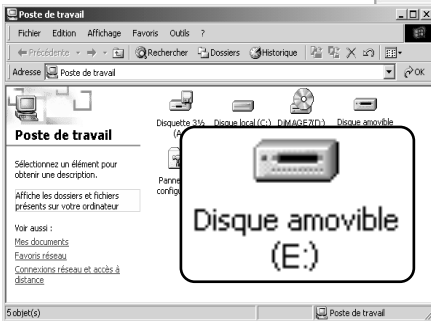 Poste de travail
Fichier Edition Affichage Favoris Outils ?
Précédente Rechercher Dossiers Historique
Adresse Poste de travail OK
Poste de travail
Sélectionnez un élément pour
obtenir une description.
Affiche les dossiers et fichiers
présents sur votre ordinateur
Voir aussi :
Mes documents
Favoris réseau
Connexions réseau et accès à
distance
Disquette 3½
(A
Disque local (C:)
DiMAGE7(D:)
Disque amovible
Panne
configu
Disque amovible
(E:)
5 objet(s)
Poste de travail